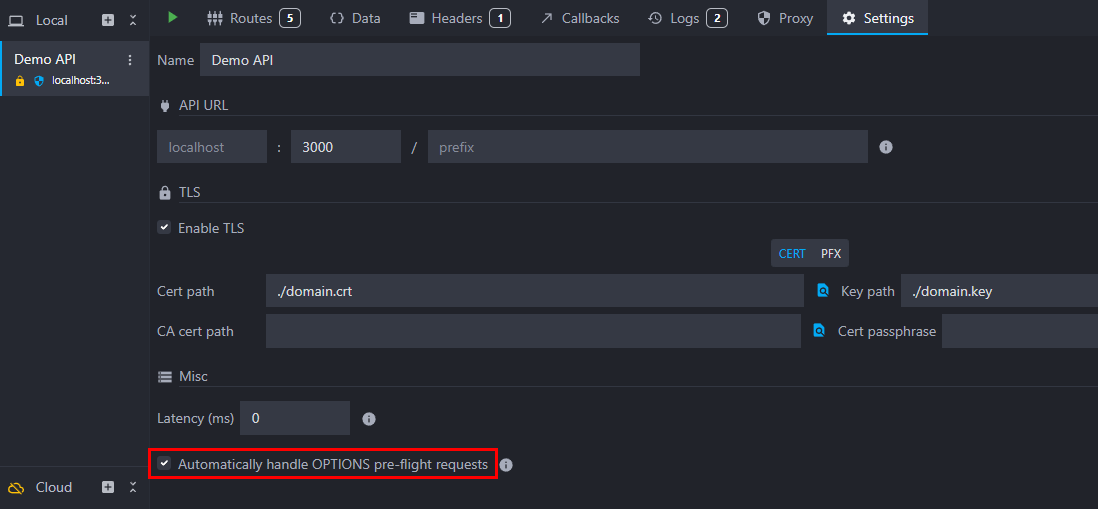 Local
Routes 5 Data Headers 1 Callbacks Logs 2 Proxy Settings
Demo API
localhost:3...
Name Demo API
API URL
localhost : 3000 / prefix
TLS
Enable TLS
CERT PFX
Cert path ./domain.crt Key path ./domain.key
CA cert path Cert passphrase
Misc
Latency (ms) 0
Automatically handle OPTIONS pre-flight requests
Cloud